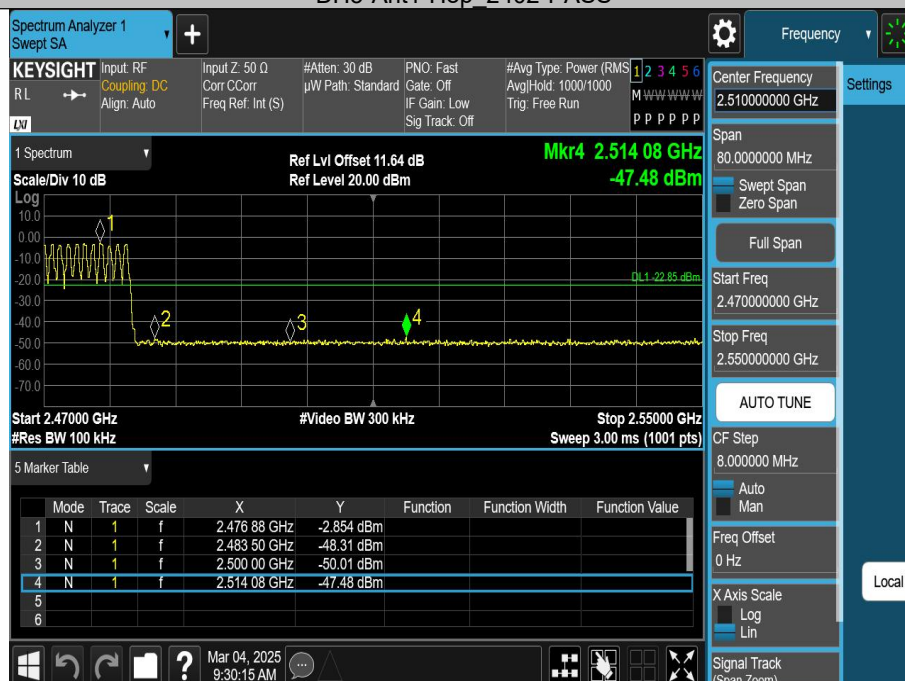 Spectrum Analyzer 1
Swept SA
+
Frequency
KEYSIGHT
RL
LXI
Input: RF
Coupling: DC
Align: Auto
Input Z: 50 Ω
Corr CCorr
Freq Ref: Int (S)
#Atten: 30 dB
µW Path: Standard
PNO: Fast
Gate: Off
IF Gain: Low
Sig Track: Off
#Avg Type: Power (RMS
Avg|Hold: 1000/1000
Trig: Free Run
1 2 3 4 5 6
M W W W W W
P P P P P P
1 Spectrum
Scale/Div 10 dB
Ref Lvl Offset 11.64 dB
Ref Level 20.00 dBm
Mkr4 2.514 08 GHz
-47.48 dBm
Log
10.0
0.00
-10.0
-20.0
-30.0
-40.0
-50.0
-60.0
-70.0
1
2
3
4
DL1 -22.85 dBm
Start 2.47000 GHz
#Video BW 300 kHz
Stop 2.55000 GHz
#Res BW 100 kHz
Sweep 3.00 ms (1001 pts)
5 Marker Table
Mode Trace Scale X Y Function Function Width Function Value
1 N 1 f 2.476 88 GHz -2.854 dBm
2 N 1 f 2.483 50 GHz -48.31 dBm
3 N 1 f 2.500 00 GHz -50.01 dBm
4 N 1 f 2.514 08 GHz -47.48 dBm
5
6
Mar 04, 2025
9:30:15 AM
?
Center Frequency
2.510000000 GHz
Settings
Span
80.0000000 MHz
Swept Span
Zero Span
Full Span
Start Freq
2.470000000 GHz
Stop Freq
2.550000000 GHz
AUTO TUNE
CF Step
8.000000 MHz
Auto
Man
Freq Offset
0 Hz
Local
X Axis Scale
Log
Lin
Signal Track
(Span Zoom)